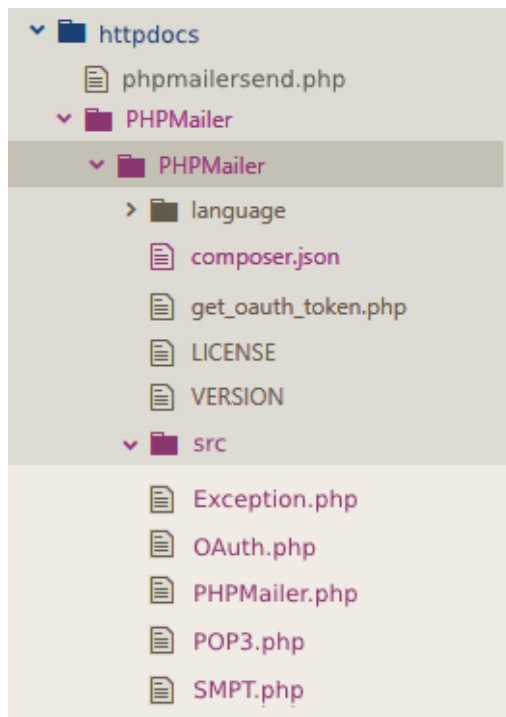 httpdocs
phpmailersend.php
PHPMailer
PHPMailer
language
composer.json
get_oauth_token.php
LICENSE
VERSION
src
Exception.php
OAuth.php
PHPMailer.php
POP3.php
SMPT.php